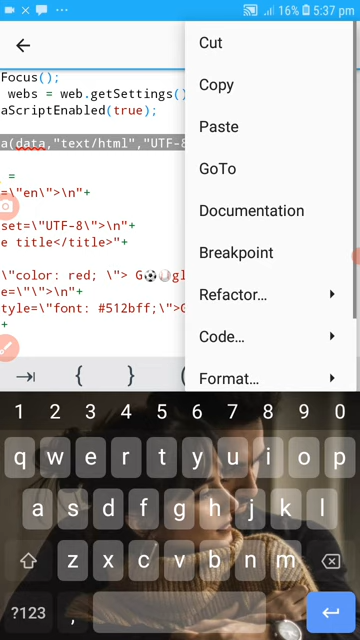 16% 5:37 pm
Focus();
webs = web.getSettings()
aScriptEnabled(true);
a(data,"text/html","UTF-8
=
=\"en\">\n"+
set=\"UTF-8\">\n"+
e title</title>"+
\"color: red; \"> G⚽⚾gl
e=\"\">\n"+
tyle=\"font: #512bff;\">G
+
Cut
Copy
Paste
GoTo
Documentation
Breakpoint
Refactor...
Code...
Format...
{ } (
1 2 3 4 5 6 7 8 9 0
q w e r t y u i o p
a s d f g h j k l
z x c v b n m
?123 ,